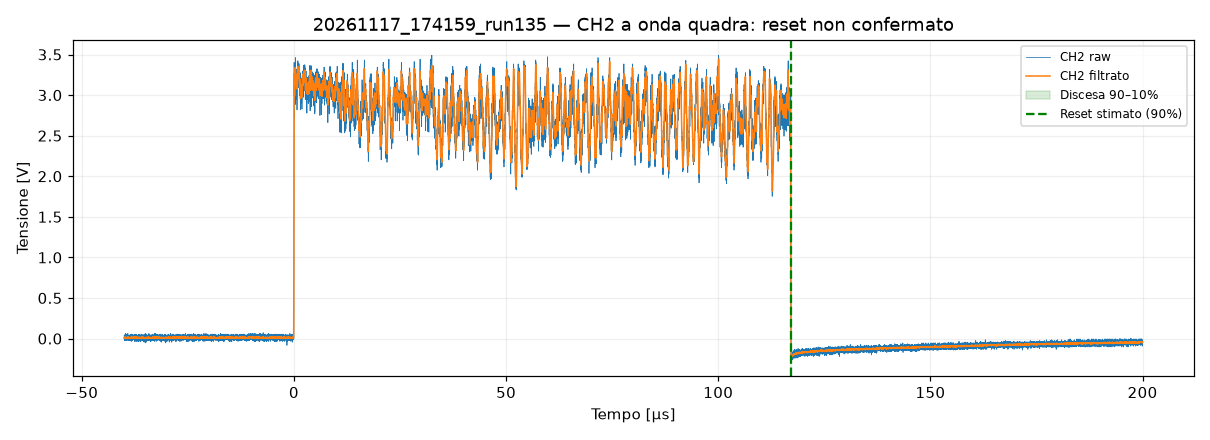 20261117_174159_run135 — CH2 a onda quadra: reset non confermato
CH2 raw
CH2 filtrato
Discesa 90–10%
Reset stimato (90%)
Tensione [V]
3.5
3.0
2.5
2.0
1.5
1.0
0.5
0.0
−50
0
50
100
150
200
Tempo [µs]